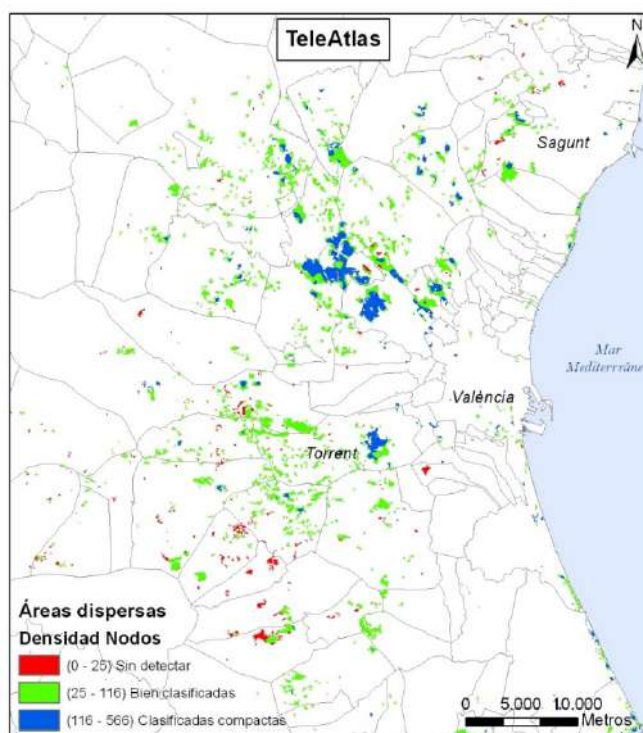 TeleAtlas
N
Sagunt
Mar
Mediterráne
València
Torrent
Áreas dispersas
Densidad Nodos
(0 - 25) Sin detectar
(25 - 116) Bien clasificadas
(116 - 566) Clasificadas compactas
0 5.000 10.000
Metros